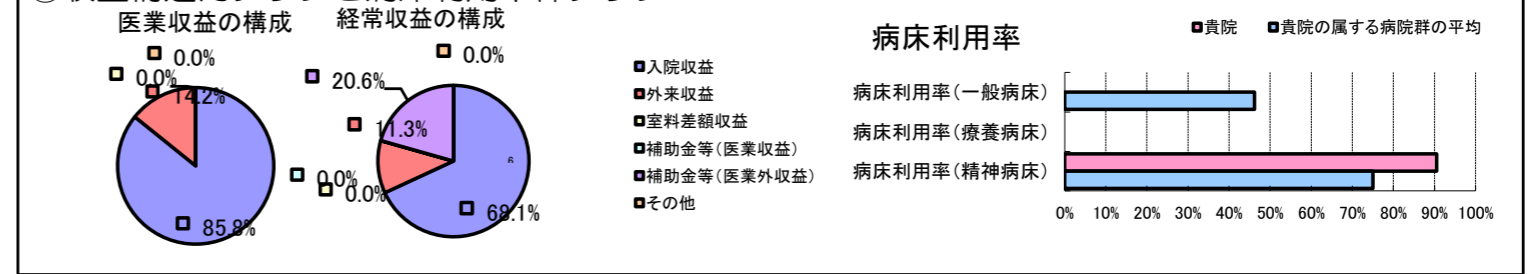 医業収益の構成
0.0%
0.0%
14.2%
85.8%
経常収益の構成
0.0%
20.6%
11.3%
0.0%
0.0%
6
68.1%
入院収益
外来収益
室料差額収益
補助金等(医業収益)
補助金等(医業外収益)
その他
病床利用率
貴院 貴院の属する病院群の平均
病床利用率(一般病床)
病床利用率(療養病床)
病床利用率(精神病床)
0% 10% 20% 30% 40% 50% 60% 70% 80% 90% 100%